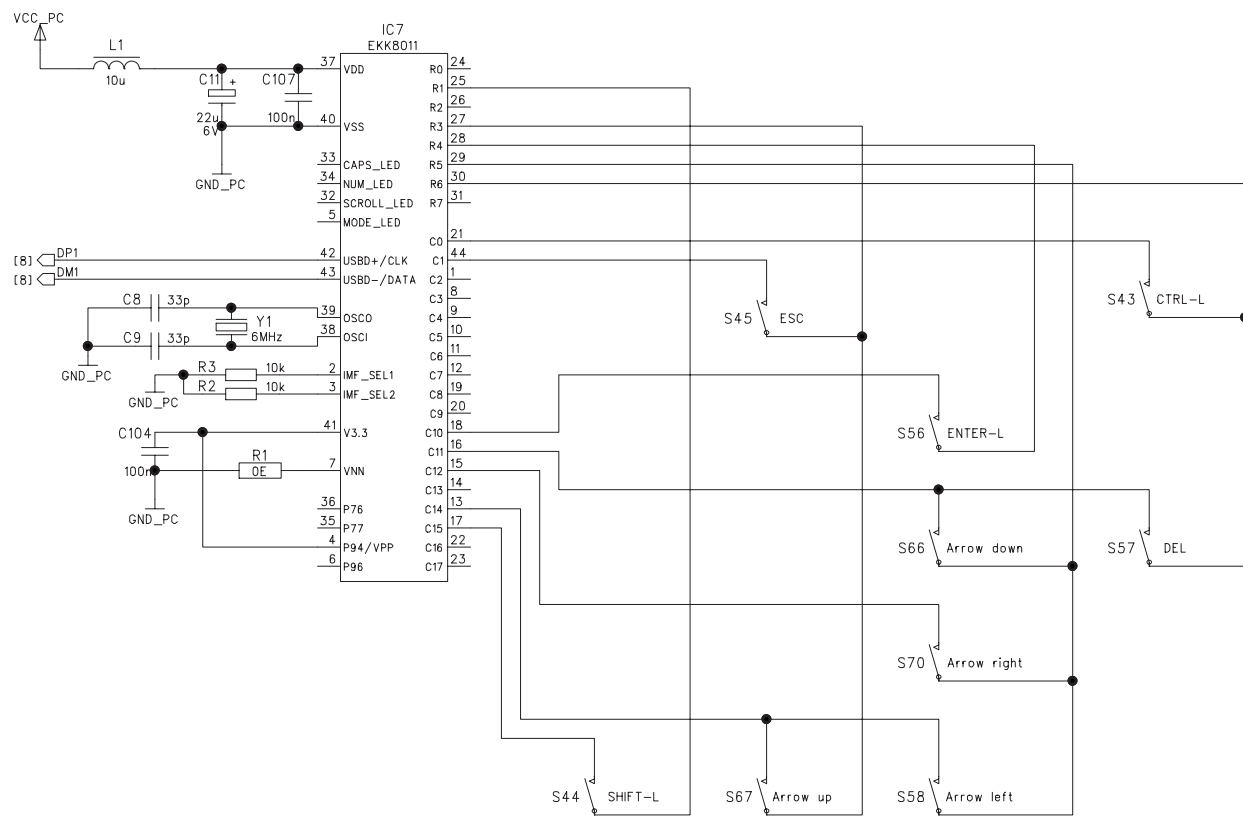 VCC_PC
L1
10u
C11
+
22u
6V
C107
100n
GND_PC
IC7
EKK8011
37 VDD
40 VSS
33 CAPS_LED
34 NUM_LED
32 SCROLL_LED
5 MODE_LED
[8] DP1
42 USBD+/CLK
[8] DM1
43 USBD-/DATA
C8 33p
39 OSCO
Y1
6MHz
C9 33p
38 OSCI
GND_PC
R3 10k
2 IMF_SEL1
R2 10k
3 IMF_SEL2
GND_PC
C104
100n
41 V3.3
R1
0E
7 VNN
GND_PC
36 P76
35 P77
4 P94/VPP
6 P96
R0 24
R1 25
R2 26
R3 27
R4 28
R5 29
R6 30
R7 31
C0 21
C1 44
C2 1
C3 8
C4 9
C5 10
C6 11
C7 12
C8 19
C9 20
C10 18
C11 16
C12 15
C13 14
C14 13
C15 17
C16 22
C17 23
S43 CTRL-L
S45 ESC
S56 ENTER-L
S66 Arrow down
S57 DEL
S70 Arrow right
S44 SHIFT-L
S67 Arrow up
S58 Arrow left